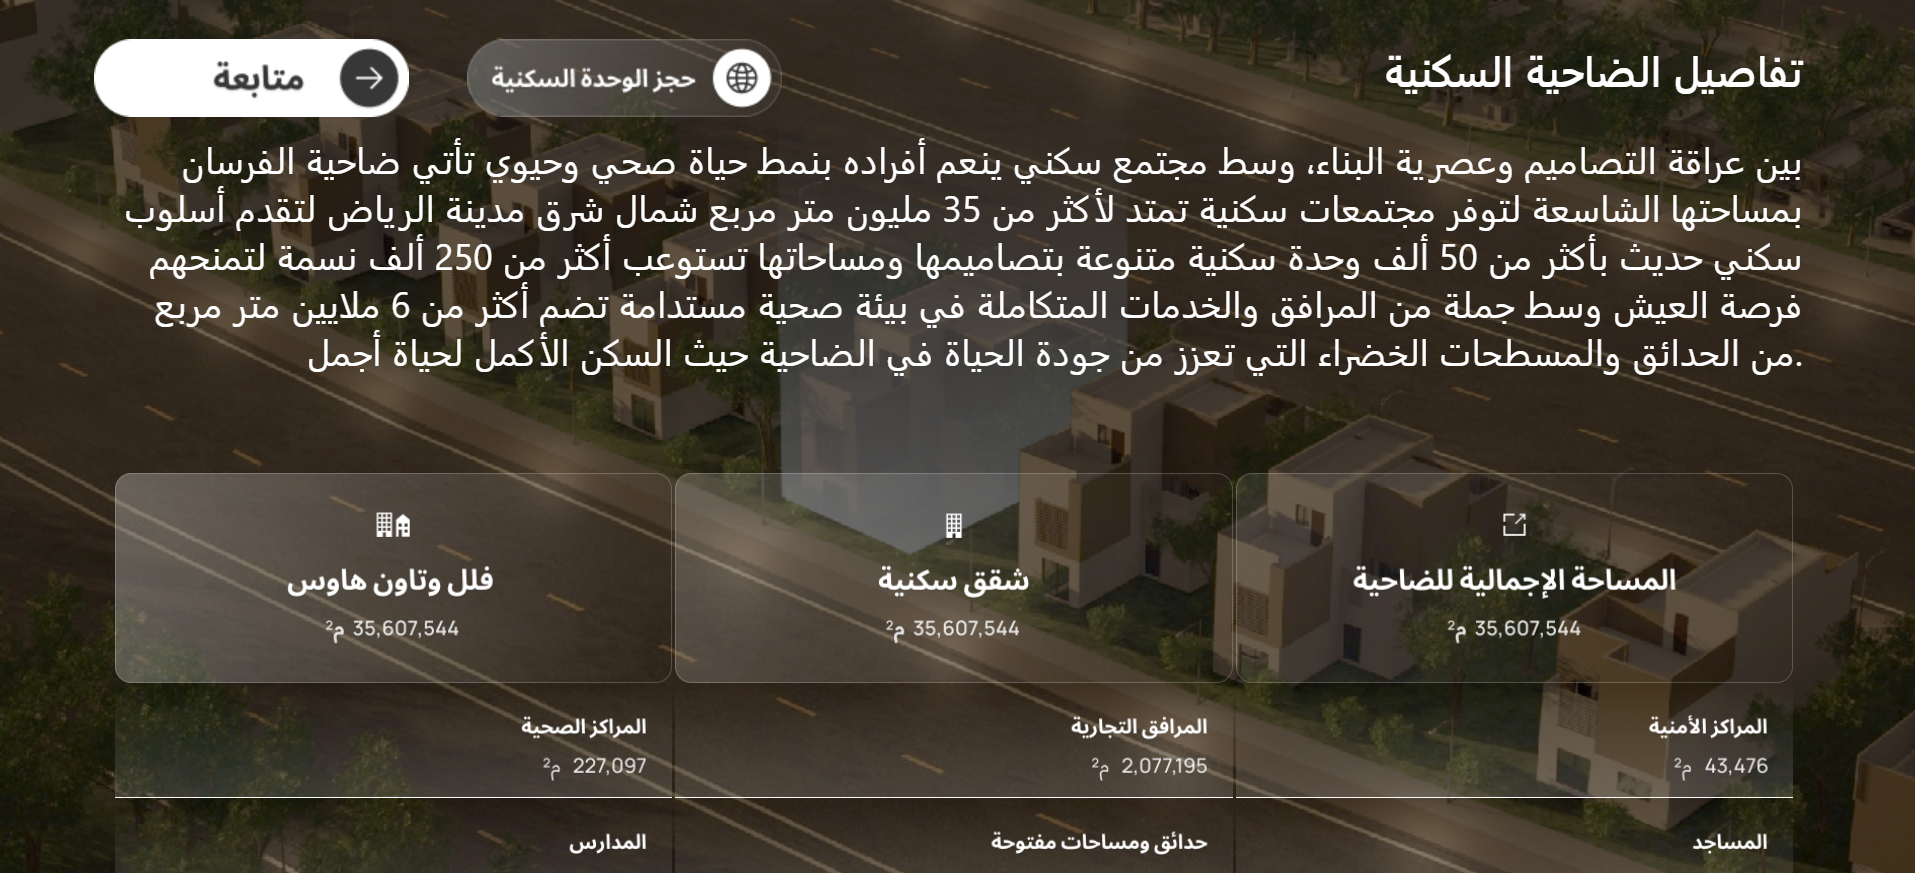 تفاصيل الضاحية السكنية
حجز الوحدة السكنية
متابعة
بين عراقة التصاميم وعصرية البناء، وسط مجتمع سكني ينعم أفراده بنمط حياة صحي وحيوي تأتي ضاحية الفرسان
بمساحتها الشاسعة لتوفر مجتمعات سكنية تمتد لأكثر من 35 مليون متر مربع شمال شرق مدينة الرياض لتقدم أسلوب
سكني حديث بأكثر من 50 ألف وحدة سكنية متنوعة بتصاميمها ومساحاتها تستوعب أكثر من 250 ألف نسمة لتمنحهم
فرصة العيش وسط جملة من المرافق والخدمات المتكاملة في بيئة صحية مستدامة تضم أكثر من 6 ملايين متر مربع
.من الحدائق والمسطحات الخضراء التي تعزز من جودة الحياة في الضاحية حيث السكن الأكمل لحياة أجمل
المساحة الإجمالية للضاحية
35,607,544 م²
شقق سكنية
35,607,544 م²
فلل وتاون هاوس
35,607,544 م²
المراكز الأمنية
43,476 م²
المرافق التجارية
2,077,195 م²
المراكز الصحية
227,097 م²
المساجد
حدائق ومساحات مفتوحة
المدارس